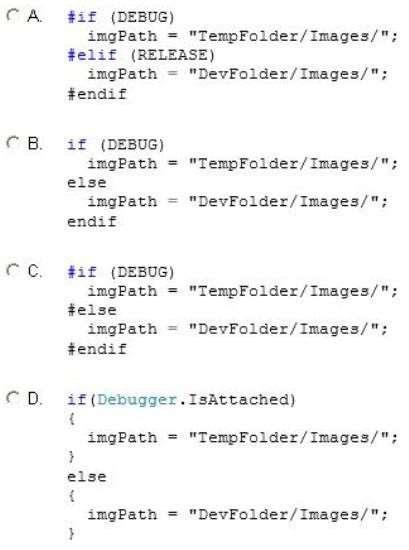 A. #if (DEBUG)
imgPath = "TempFolder/Images/";
#elif (RELEASE)
imgPath = "DevFolder/Images/";
#endif
B. if (DEBUG)
imgPath = "TempFolder/Images/";
else
imgPath = "DevFolder/Images/";
endif
C. #if (DEBUG)
imgPath = "TempFolder/Images/";
#else
imgPath = "DevFolder/Images/";
#endif
D. if(Debugger.IsAttached)
{
imgPath = "TempFolder/Images/";
}
else
{
imgPath = "DevFolder/Images/";
}